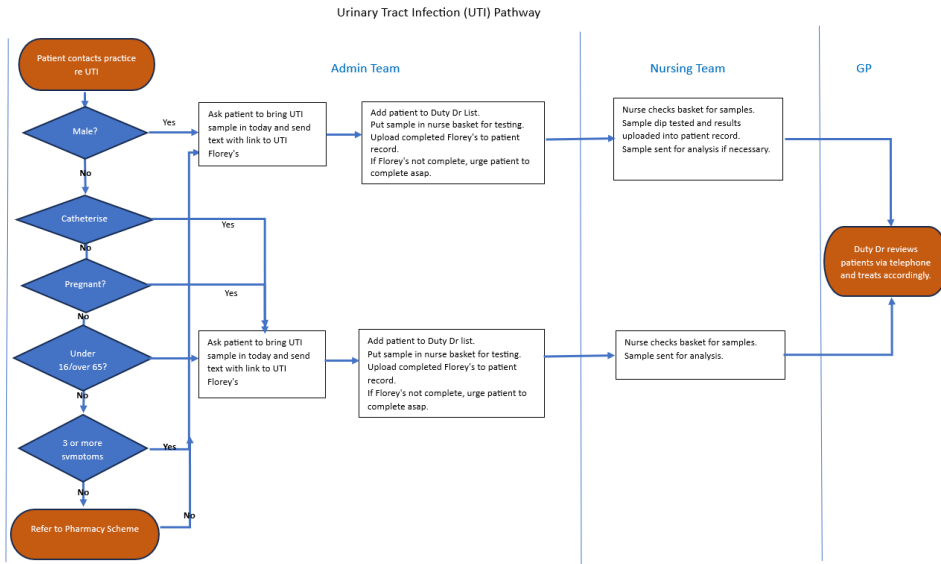 Urinary Tract Infection (UTI) Pathway
Admin Team
Nursing Team
GP
Patient contacts practice
re UTI
Male?
Yes
No
Ask patient to bring UTI
sample in today and send
text with link to UTI
Florey's
Add patient to Duty Dr List.
Put sample in nurse basket for testing.
Upload completed Florey's to patient
record.
If Florey's not complete, urge patient to
complete asap.
Nurse checks basket for samples.
Sample dip tested and results
uploaded into patient record.
Sample sent for analysis if necessary.
Catheterise
Yes
No
Pregnant?
Yes
No
Duty Dr reviews
patients via telephone
and treats accordingly.
Under
16/over 65?
No
Ask patient to bring UTI
sample in today and send
text with link to UTI
Florey's
Add patient to Duty Dr list.
Put sample in nurse basket for testing.
Upload completed Florey's to patient
record.
If Florey's not complete, urge patient to
complete asap.
Nurse checks basket for samples.
Sample sent for analysis.
3 or more
symptoms
Yes
No
Refer to Pharmacy Scheme
No